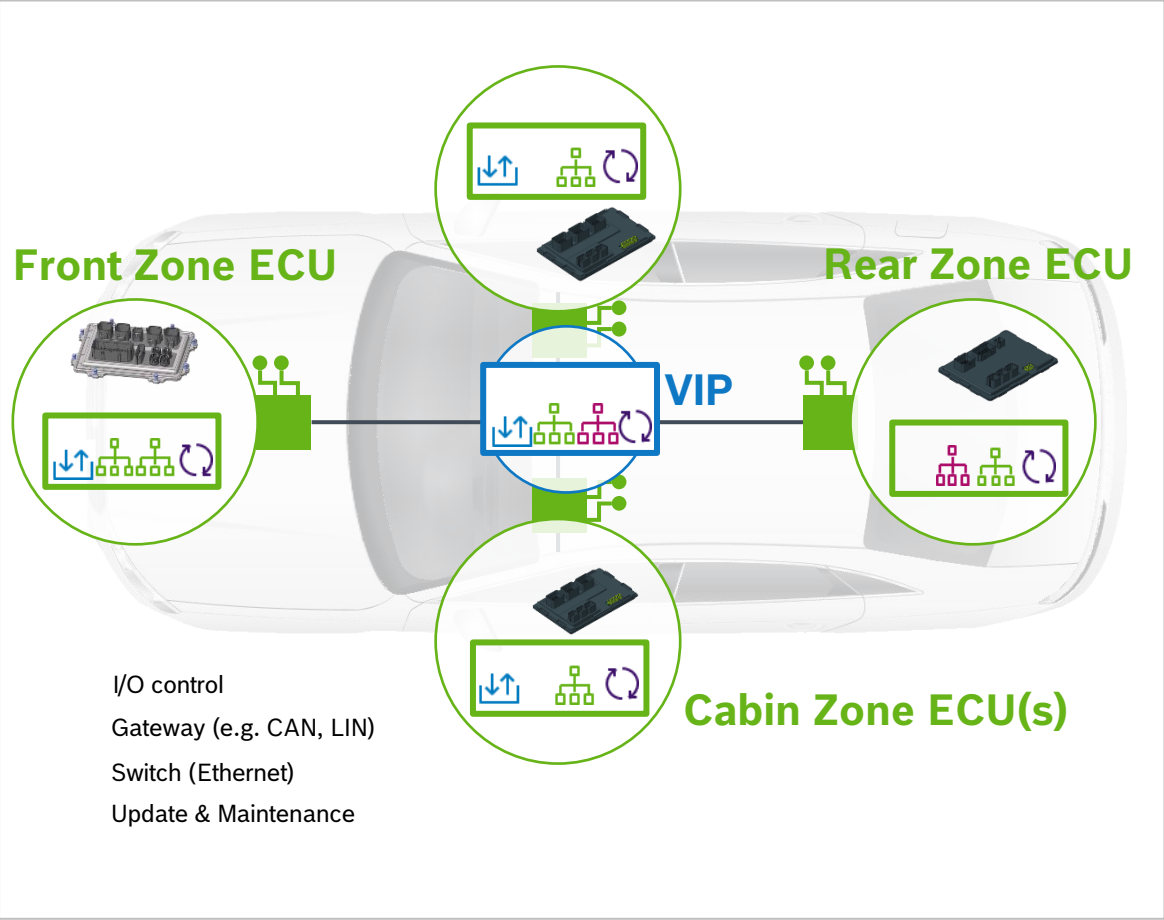 Front Zone ECU
Rear Zone ECU
VIP
I/O control
Gateway (e.g. CAN, LIN)
Switch (Ethernet)
Update & Maintenance
Cabin Zone ECU(s)